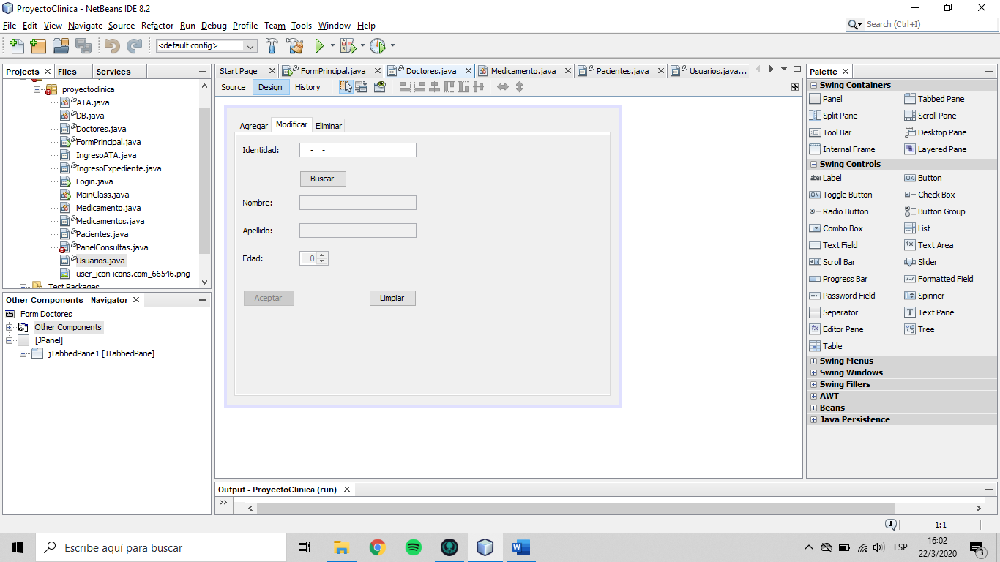 ProyectoClinica - NetBeans IDE 8.2
File Edit View Navigate Source Refactor Run Debug Profile Team Tools Window Help
Search (Ctrl+I)
<default config>
Projects Files Services
proyectoclinica
ATA.java
DB.java
Doctores.java
FormPrincipal.java
IngresoATA.java
IngresoExpediente.java
Login.java
MainClass.java
Medicamento.java
Medicamentos.java
Pacientes.java
PanelConsultas.java
Usuarios.java
user_icon-icons.com_66546.png
Test Packages
Other Components - Navigator
Form Doctores
Other Components
[JPanel]
jTabbedPane1 [JTabbedPane]
Start Page FormPrincipal.java Doctores.java Medicamento.java Pacientes.java Usuarios.java...
Source Design History
Agregar Modificar Eliminar
Identidad: - -
Buscar
Nombre:
Apellido:
Edad: 0
Aceptar Limpiar
Output - ProyectoClinica (run)
Palette
Swing Containers
Panel Tabbed Pane
Split Pane Scroll Pane
Tool Bar Desktop Pane
Internal Frame Layered Pane
Swing Controls
Label Button
Toggle Button Check Box
Radio Button Button Group
Combo Box List
Text Field Text Area
Scroll Bar Slider
Progress Bar Formatted Field
Password Field Spinner
Separator Text Pane
Editor Pane Tree
Table
Swing Menus
Swing Windows
Swing Fillers
AWT
Beans
Java Persistence
1 1:1
Escribe aquí para buscar
ESP
16:02
22/3/2020
3